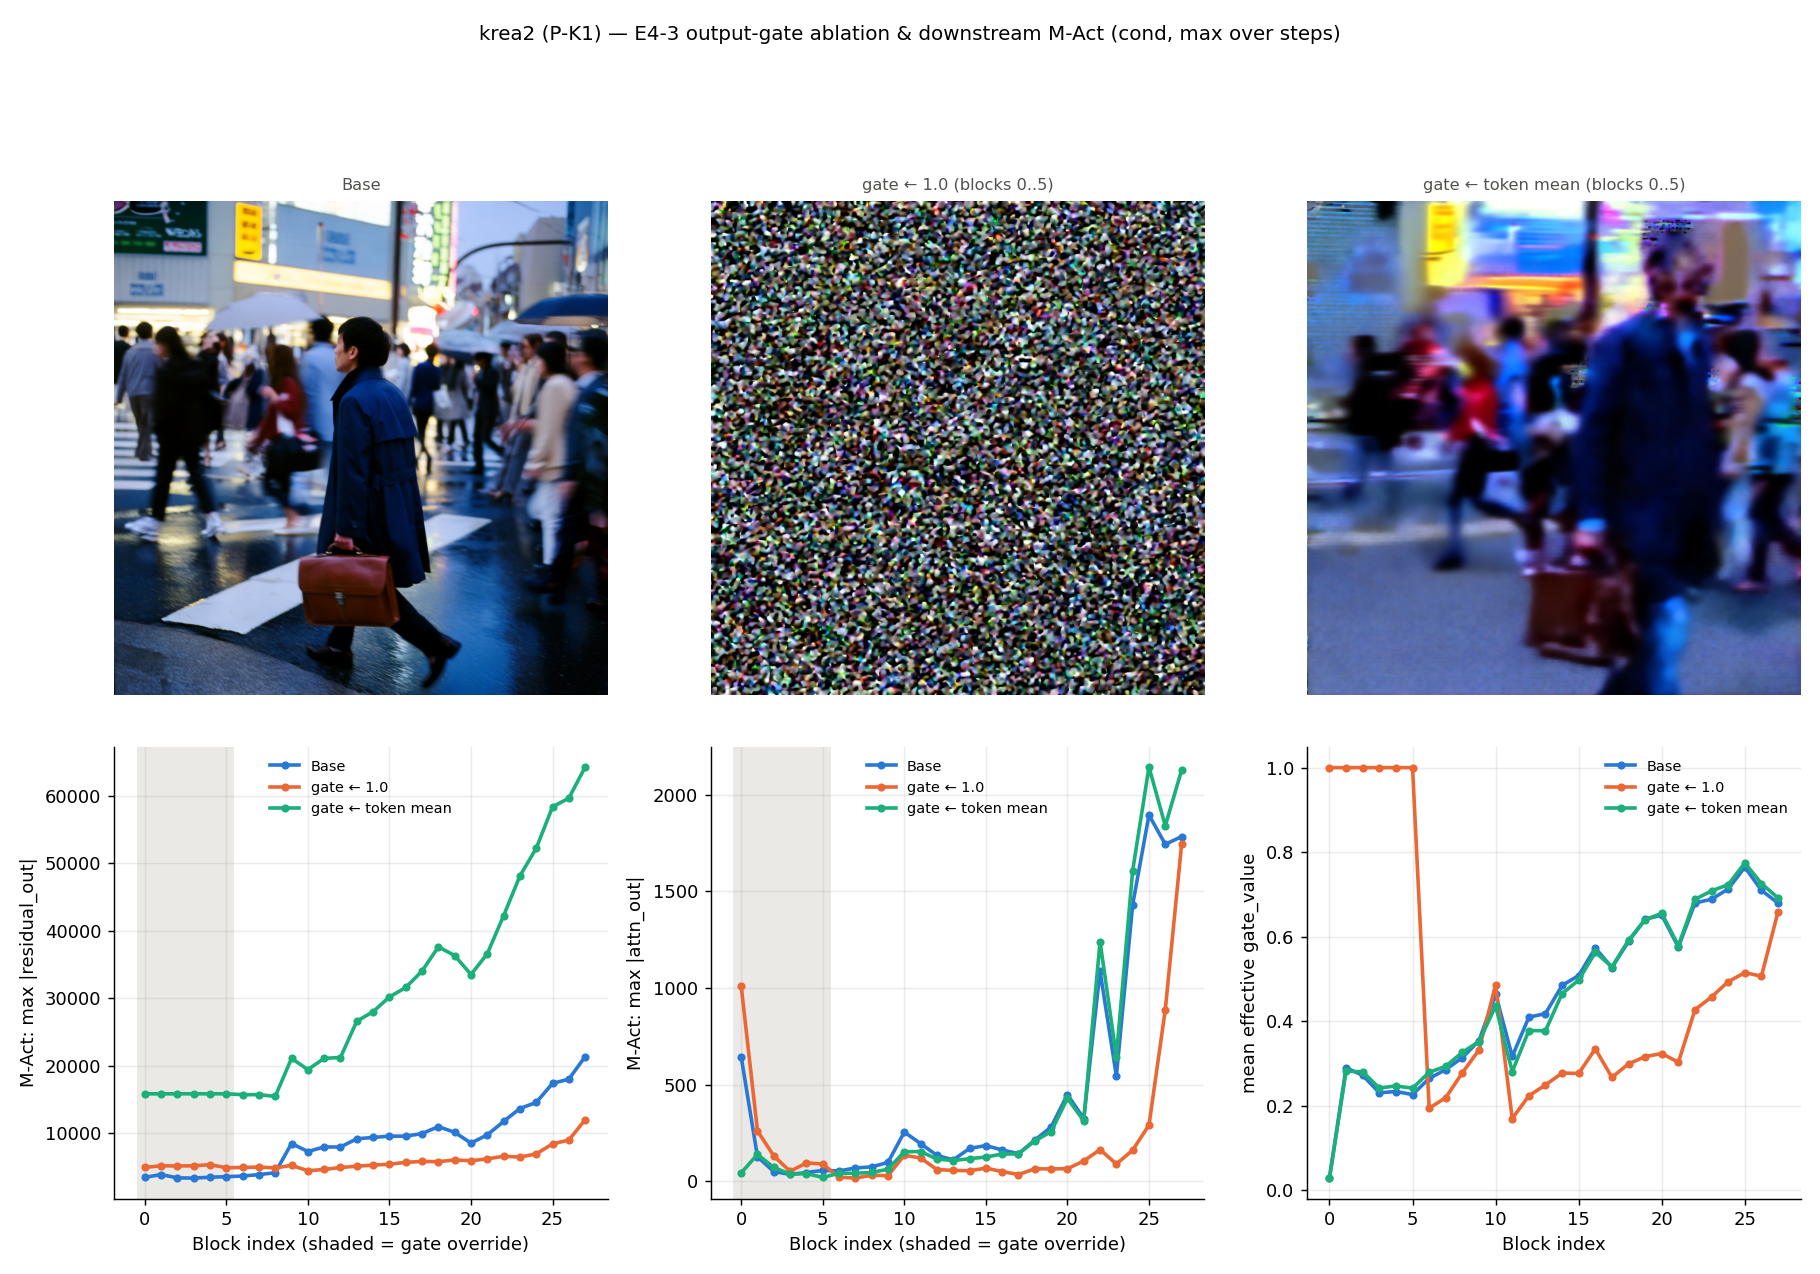 krea2 (P-K1) — E4-3 output-gate ablation & downstream M-Act (cond, max over steps)
Base
gate ← 1.0 (blocks 0..5)
gate ← token mean (blocks 0..5)
M-Act: max |residual_out|
60000
50000
40000
30000
20000
10000
Base
gate ← 1.0
gate ← token mean
0 5 10 15 20 25
Block index (shaded = gate override)
M-Act: max |attn_out|
2000
1500
1000
500
0
Base
gate ← 1.0
gate ← token mean
0 5 10 15 20 25
Block index (shaded = gate override)
mean effective gate_value
1.0
0.8
0.6
0.4
0.2
0.0
Base
gate ← 1.0
gate ← token mean
0 5 10 15 20 25
Block index